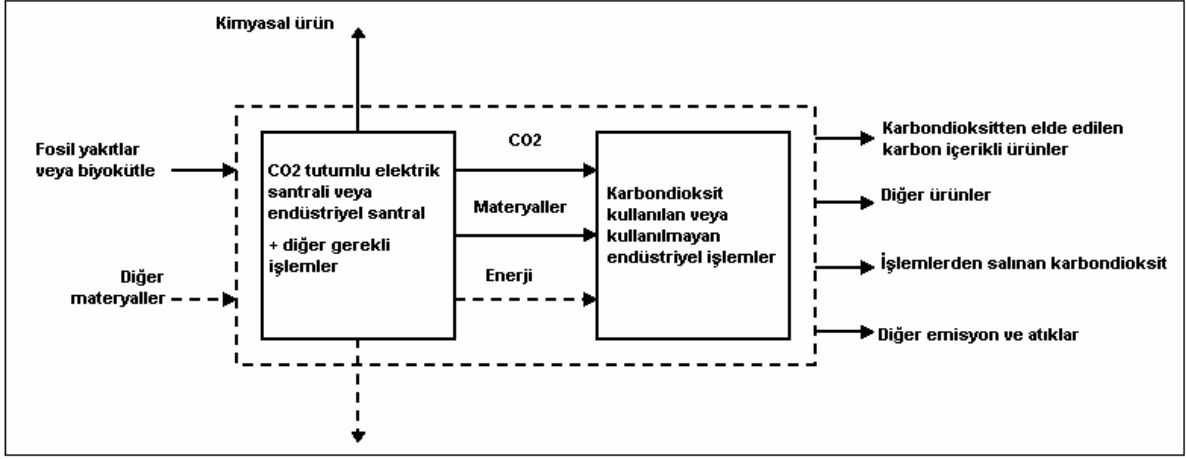 Kimyasal ürün
Fosil yakıtlar
veya biyokütle
Diğer
materyaller
CO2 tutumlu elektrik
santrali veya
endüstriyel santral
+ diğer gerekli
işlemler
CO2
Materyaller
Enerji
Karbondioksit
kullanılan veya
kullanılmayan
endüstriyel işlemler
Karbondioksitten elde edilen
karbon içerikli ürünler
Diğer ürünler
İşlemlerden salınan karbondioksit
Diğer emisyon ve atıklar